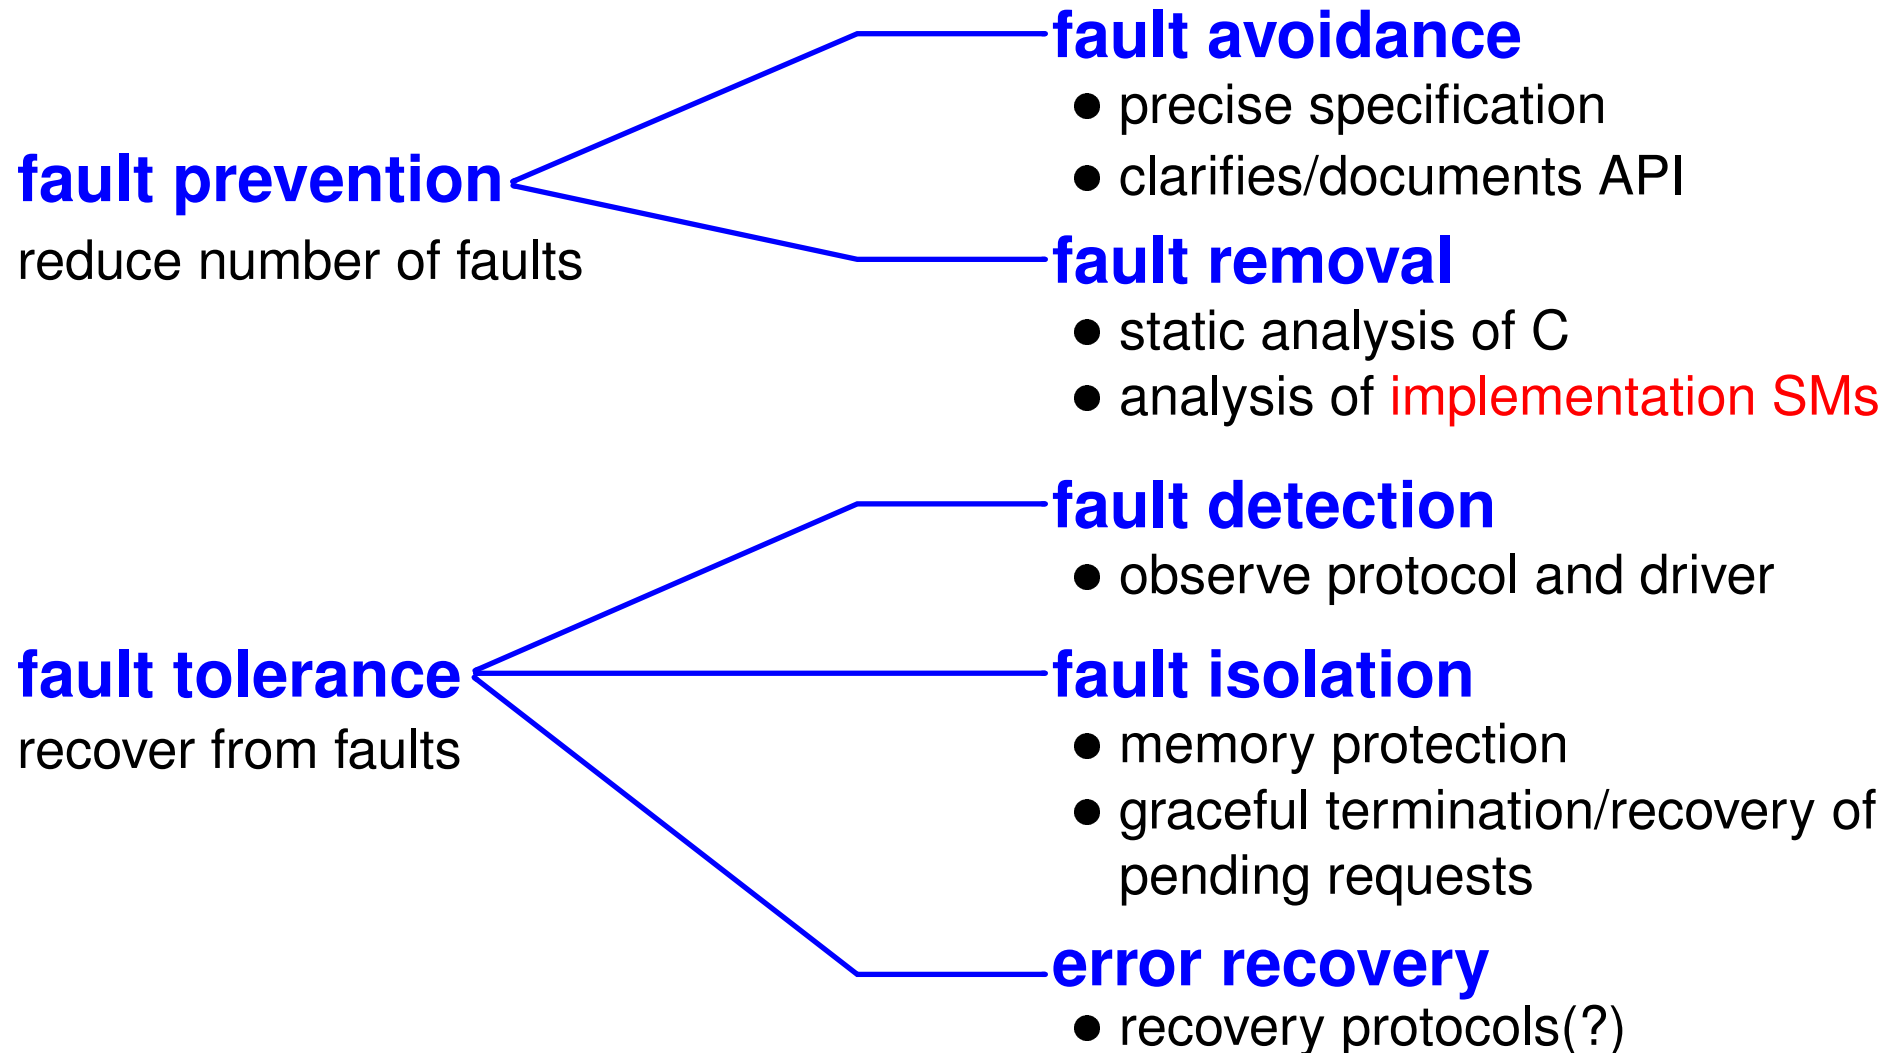 fault prevention
reduce number of faults
fault avoidance
● precise specification
● clarifies/documents API
fault removal
● static analysis of C
● analysis of implementation SMs
fault tolerance
recover from faults
fault detection
● observe protocol and driver
fault isolation
● memory protection
● graceful termination/recovery of
pending requests
error recovery
● recovery protocols(?)